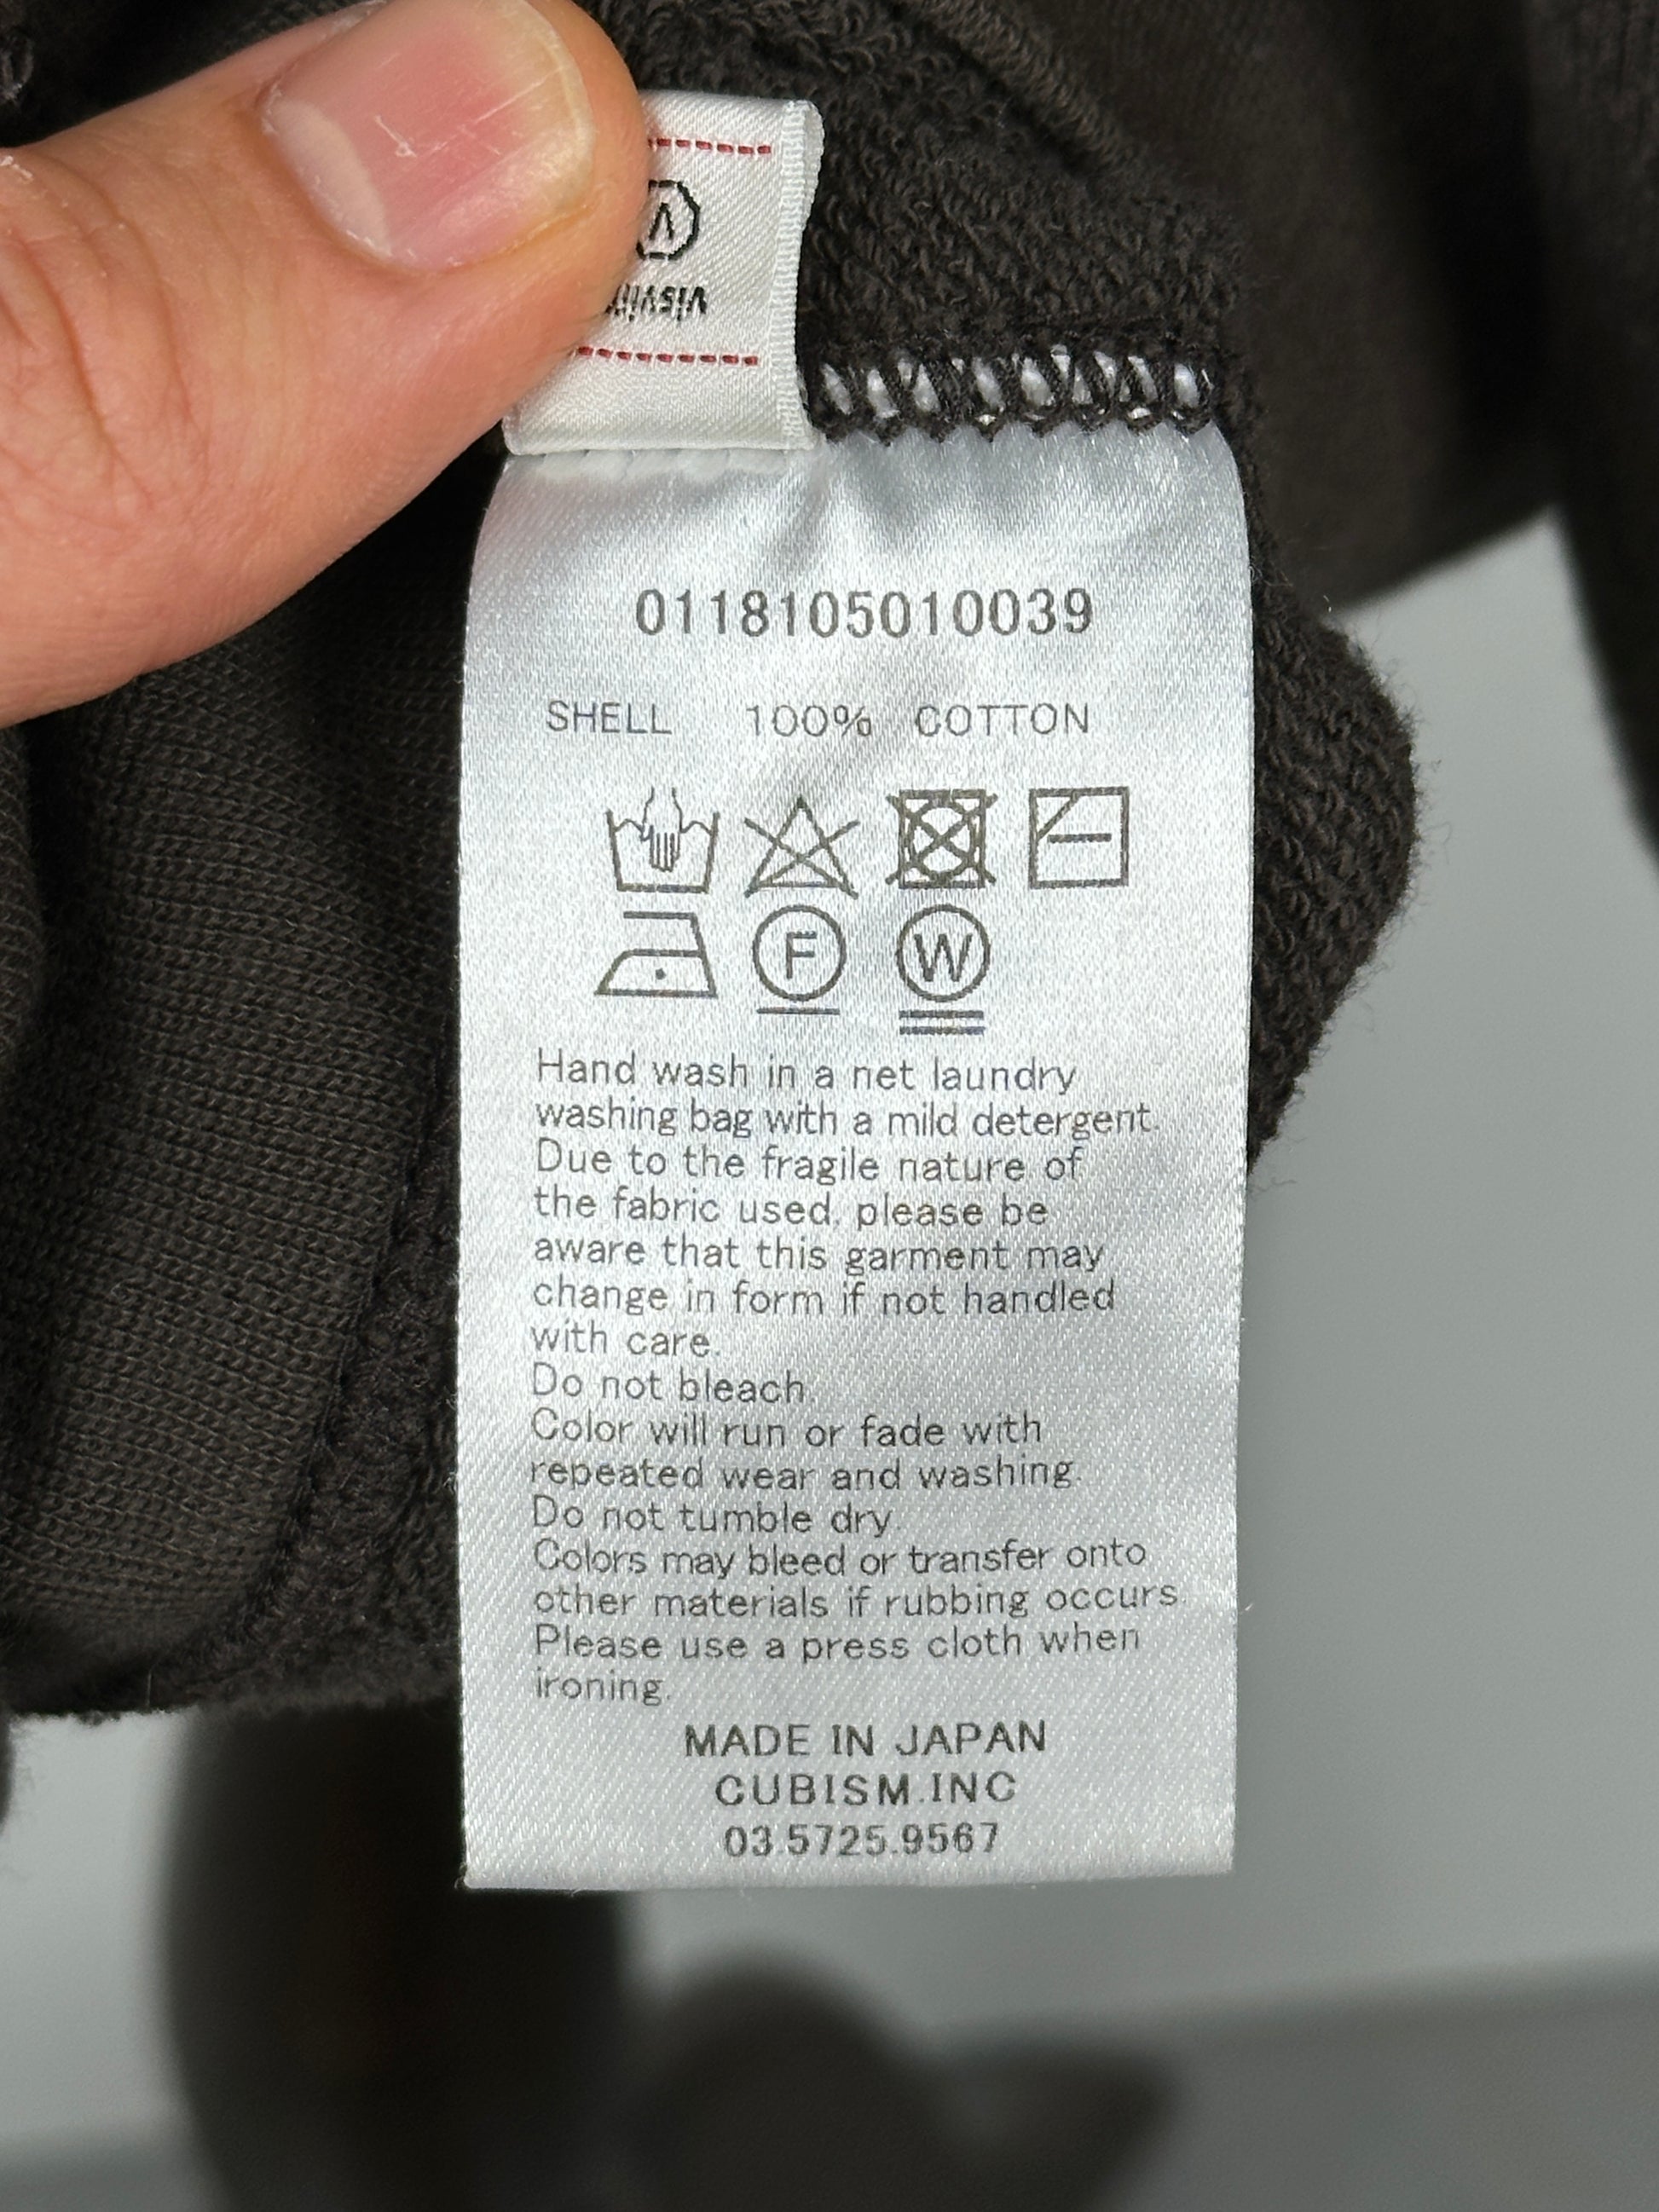 0118105010039
SHELL 100% COTTON
F W
Hand wash in a net laundry
washing bag with a mild detergent.
Due to the fragile nature of
the fabric used, please be
aware that this garment may
change in form if not handled
with care.
Do not bleach.
Color will run or fade with
repeated wear and washing.
Do not tumble dry.
Colors may bleed or transfer onto
other materials if rubbing occurs.
Please use a press cloth when
ironing.
MADE IN JAPAN
CUBISM.INC
03.5725.9567